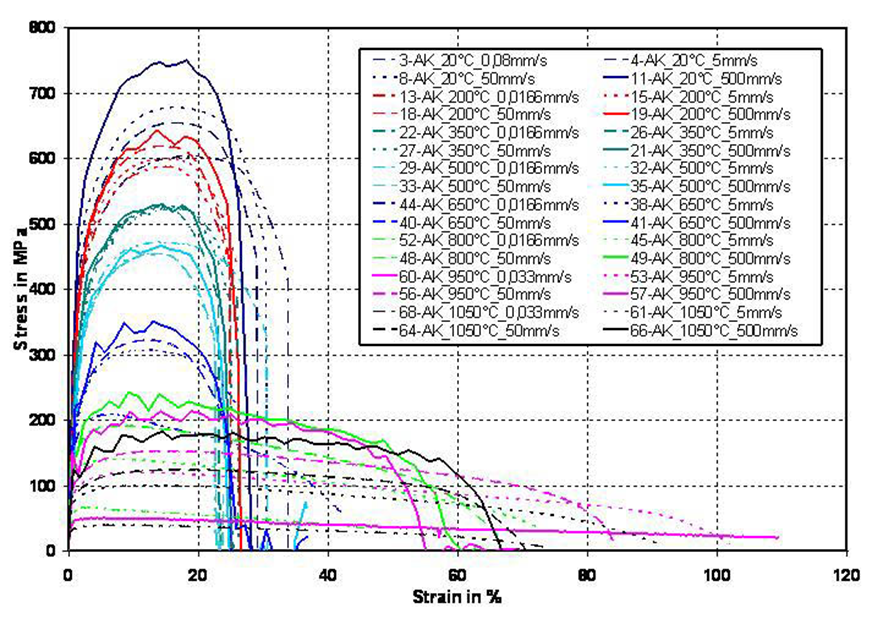 800
700
600
500
400
300
200
100
0
Stress in MPa
3-AK_20°C_0,08mm/s 4-AK_20°C_5mm/s
8-AK_20°C_50mm/s 11-AK_20°C_500mm/s
13-AK_200°C_0,0166mm/s 15-AK_200°C_5mm/s
18-AK_200°C_50mm/s 19-AK_200°C_500mm/s
22-AK_350°C_0,0166mm/s 26-AK_350°C_5mm/s
27-AK_350°C_50mm/s 21-AK_350°C_500mm/s
29-AK_500°C_0,0166mm/s 32-AK_500°C_5mm/s
33-AK_500°C_50mm/s 35-AK_500°C_500mm/s
44-AK_650°C_0,0166mm/s 38-AK_650°C_5mm/s
40-AK_650°C_50mm/s 41-AK_650°C_500mm/s
52-AK_800°C_0,0166mm/s 45-AK_800°C_5mm/s
48-AK_800°C_50mm/s 49-AK_800°C_500mm/s
60-AK_950°C_0,033mm/s 53-AK_950°C_5mm/s
56-AK_950°C_50mm/s 57-AK_950°C_500mm/s
68-AK_1050°C_0,033mm/s 61-AK_1050°C_5mm/s
64-AK_1050°C_50mm/s 66-AK_1050°C_500mm/s
0 20 40 60 80 100 120
Strain in %